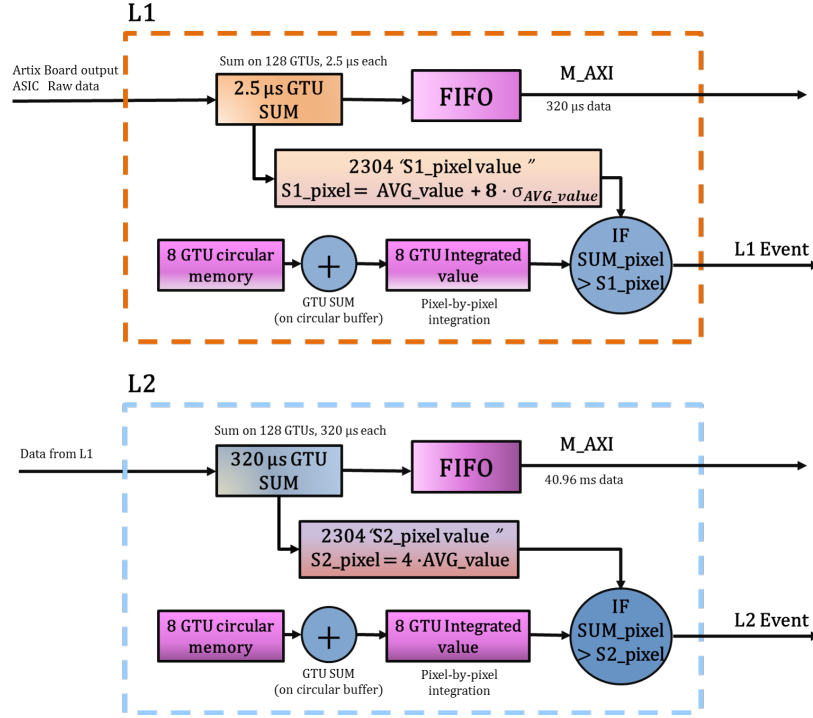 L1
Artix Board output
ASIC Raw data
Sum on 128 GTUs, 2.5 μs each
2.5 μs GTU
SUM
FIFO
M_AXI
320 μs data
2304 “S1_pixel value ”
S1_pixel = AVG_value + 8 · σAVG_value
8 GTU circular
memory
+
GTU SUM
(on circular buffer)
8 GTU Integrated
value
Pixel-by-pixel
integration
IF
SUM_pixel
> S1_pixel
L1 Event
L2
Data from L1
Sum on 128 GTUs, 320 μs each
320 μs GTU
SUM
FIFO
M_AXI
40.96 ms data
2304 “S2_pixel value ”
S2_pixel = 4 · AVG_value
8 GTU circular
memory
+
GTU SUM
(on circular buffer)
8 GTU Integrated
value
Pixel-by-pixel
integration
IF
SUM_pixel
> S2_pixel
L2 Event